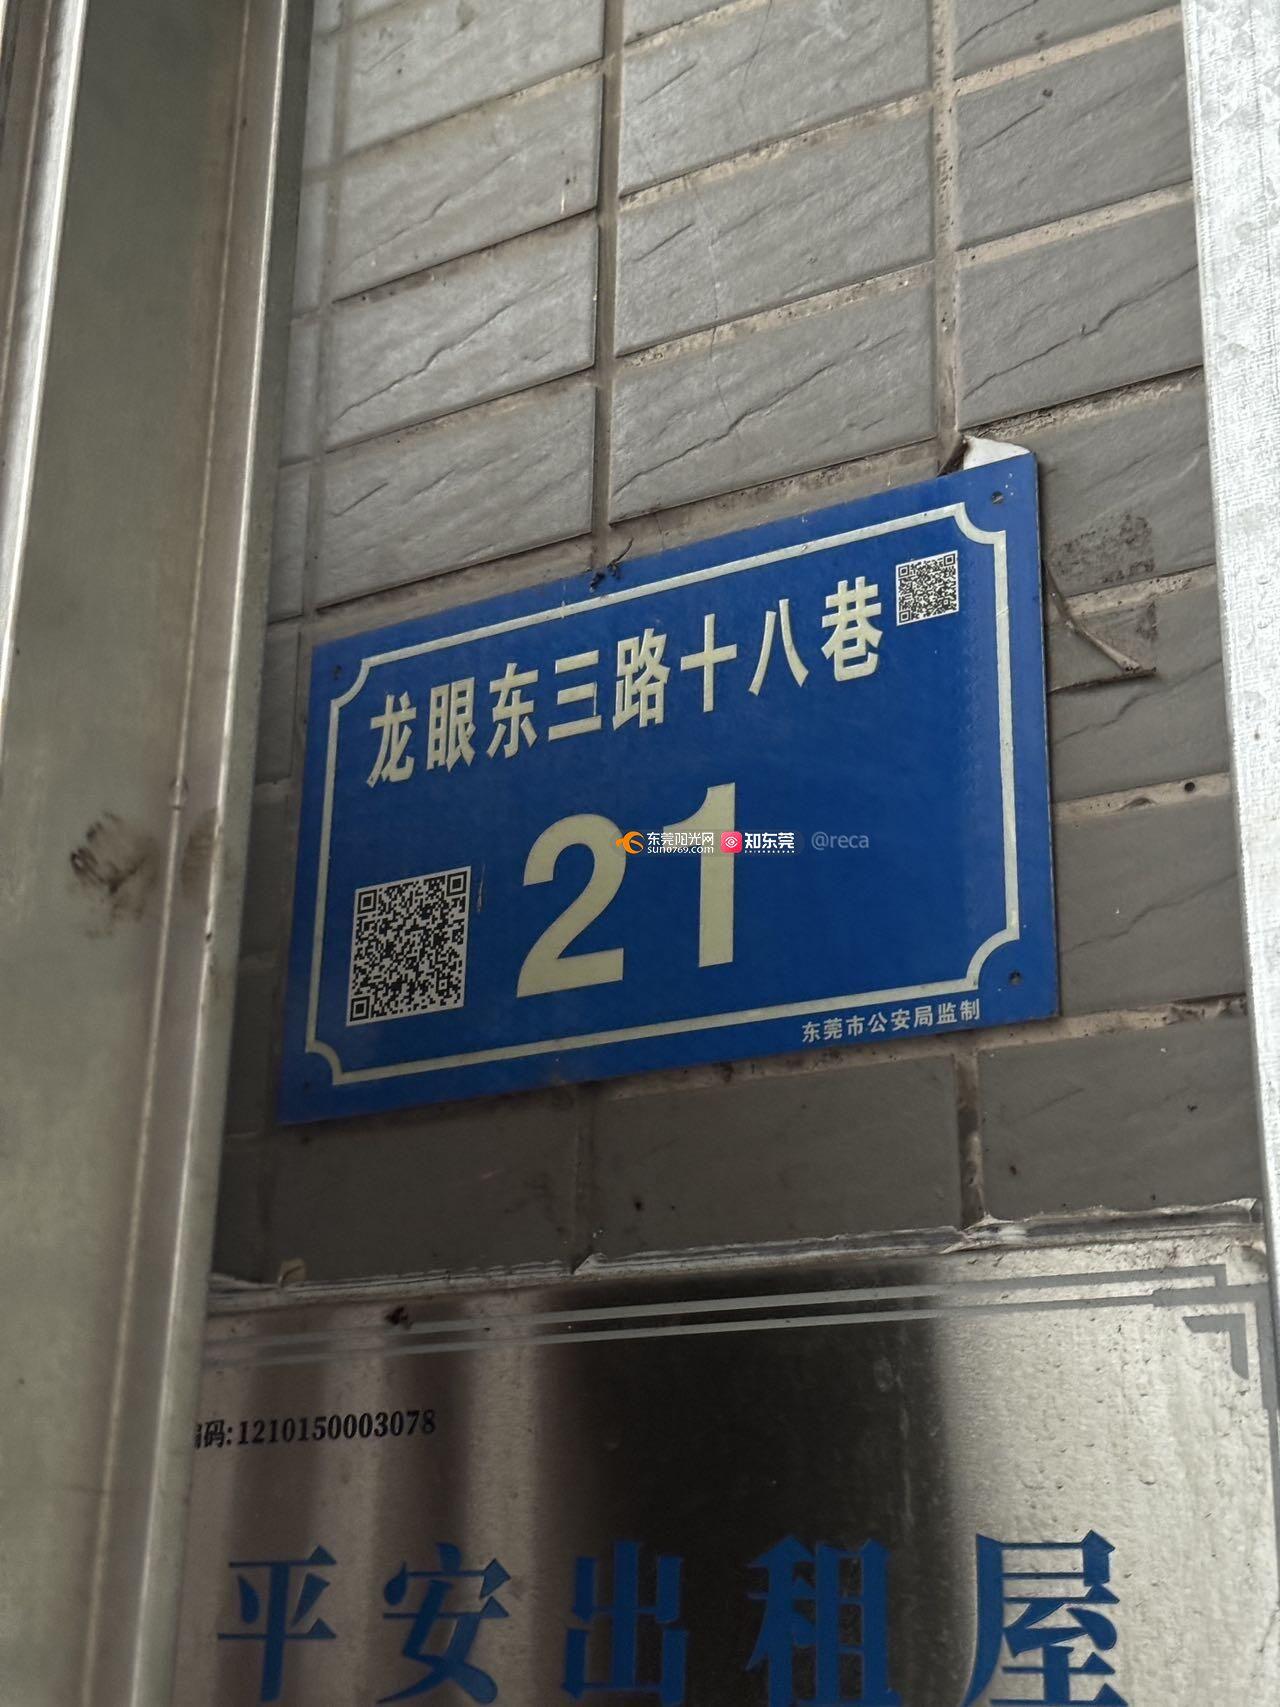 龙眼东三路十八巷
21
东莞阳光网 知东莞 @reca
sun0769.com
东莞市公安局监制
编码:1210150003078
平安出租屋